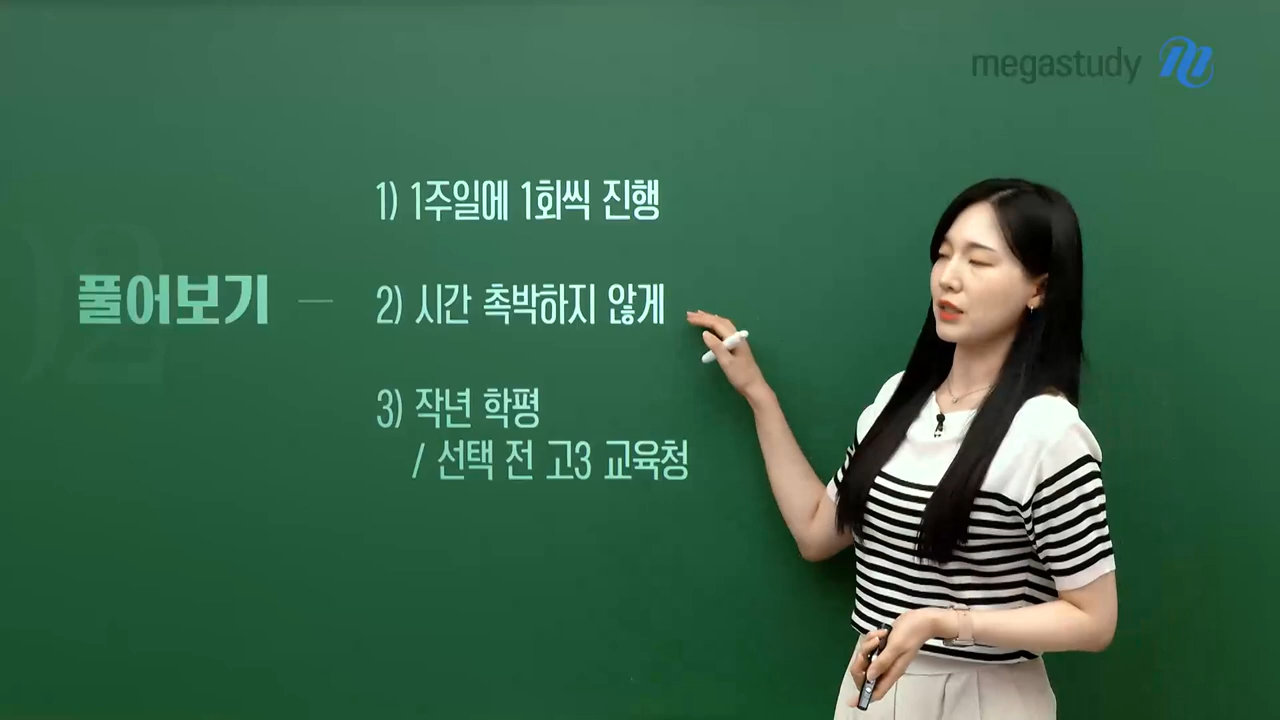 megastudy
풀어보기
1) 1주일에 1회씩 진행
2) 시간 촉박하지 않게
3) 작년 학평
/ 선택 전 고3 교육청